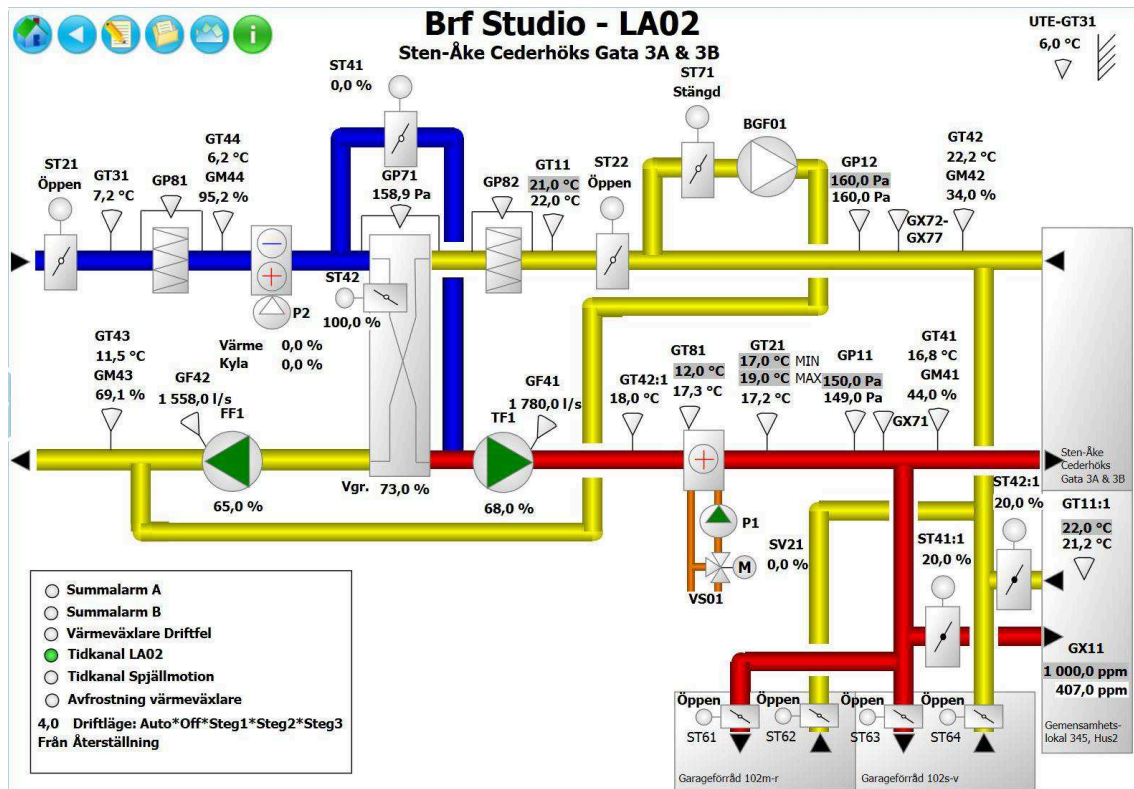 Brf Studio - LA02
Sten-Åke Cederhöks Gata 3A & 3B
UTE-GT31
6,0 °C
ST41
0,0 %
ST71
Stängd
BGF01
ST21
Öppen
GT31
7,2 °C
GP81
GT44
6,2 °C
GM44
95,2 %
GP71
158,9 Pa
GP82
GT11
21,0 °C
22,0 °C
ST22
Öppen
GP12
160,0 Pa
160,0 Pa
GX72-
GX77
GT42
22,2 °C
GM42
34,0 %
P2
ST42
100,0 %
Värme 0,0 %
Kyla 0,0 %
GT43
11,5 °C
GM43
69,1 %
GF42
1 558,0 l/s
FF1
65,0 %
Vgr. 73,0 %
GF41
1 780,0 l/s
TF1
68,0 %
GT42:1
18,0 °C
GT81
12,0 °C
17,3 °C
GT21
17,0 °C MIN
19,0 °C MAX
17,2 °C
GP11
150,0 Pa
149,0 Pa
GX71
GT41
16,8 °C
GM41
44,0 %
Sten-Åke
Cederhöks
Gata 3A & 3B
P1
SV21
0,0 %
M
VS01
ST41:1
20,0 %
ST42:1
20,0 %
GT11:1
22,0 °C
21,2 °C
GX11
1 000,0 ppm
407,0 ppm
Gemensamhets-
lokal 345, Hus2
Summalarm A
Summalarm B
Värmeväxlare Driftfel
Tidkanal LA02
Tidkanal Spjällmotion
Avfrostning värmeväxlare
4,0 Driftläge: Auto*Off*Steg1*Steg2*Steg3
Från Återställning
Öppen
ST61
Öppen
ST62
Öppen
ST63
Öppen
ST64
Garageförråd 102m-r
Garageförråd 102s-v